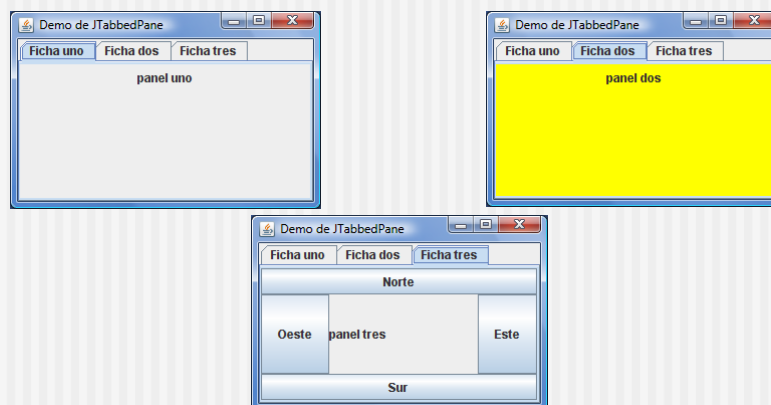 Demo de JTabbedPane
Ficha uno Ficha dos Ficha tres
panel uno
Demo de JTabbedPane
Ficha uno Ficha dos Ficha tres
panel dos
Demo de JTabbedPane
Ficha uno Ficha dos Ficha tres
Norte
Oeste panel tres Este
Sur